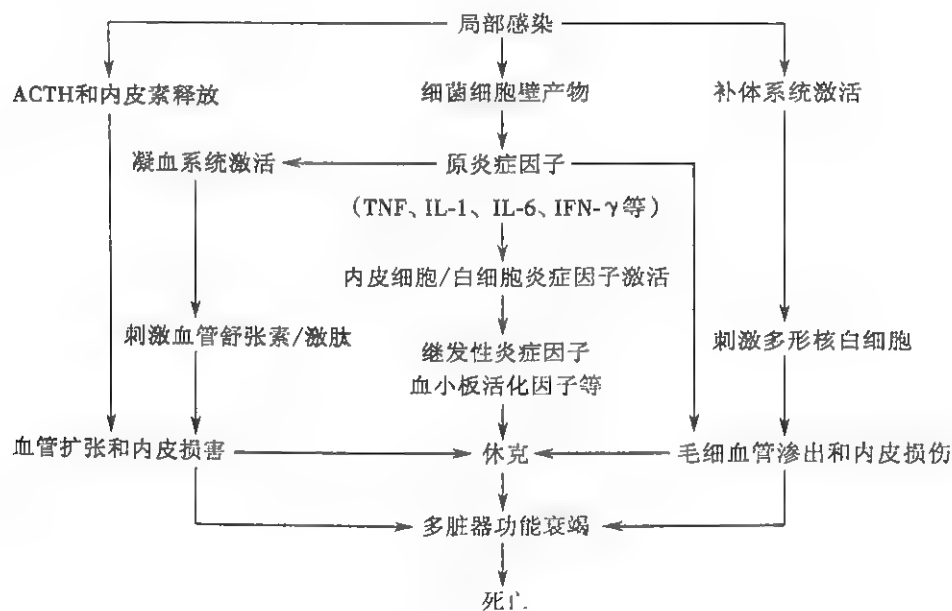 局部感染
ACTH和内皮素释放
细菌细胞壁产物
补体系统激活
凝血系统激活
原炎症因子
（TNF、IL-1、IL-6、IFN-γ等）
内皮细胞/白细胞炎症因子激活
刺激血管舒张素/激肽
继发性炎症因子
血小板活化因子等
刺激多形核白细胞
血管扩张和内皮损害
休克
毛细血管渗出和内皮损伤
多脏器功能衰竭
死亡